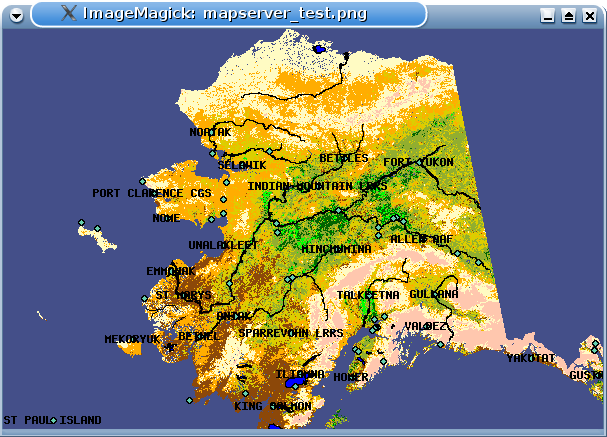 ImageMagick: mapserver_test.png
NOATAK
SELAWIK
BETTLES
FORT YUKON
PORT CLARENCE CGS
INDIAN MOUNTAIN LRRS
NOME
UNALAKLEET
MINCHUMINA
ALLEN AAF
EMMONAK
ST MARYS
TALKEETNA
GULKANA
ANIAK
MEKORYUK
BETHEL
SPARREVOHN LRRS
VALDEZ
YAKUTAT
ILIAMNA
HOMER
KING SALMON
ST PAUL ISLAND